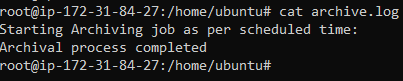 root@ip-172-31-84-27:/home/ubuntu# cat archive.log
Starting Archiving job as per scheduled time:
Archival process completed
root@ip-172-31-84-27:/home/ubuntu#